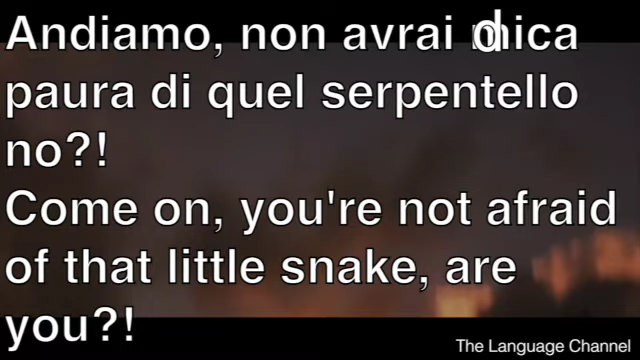 Andiamo, non avrai mica
paura di quel serpentello
no?!
Come on, you're not afraid
of that little snake, are
you?!
The Language Channel